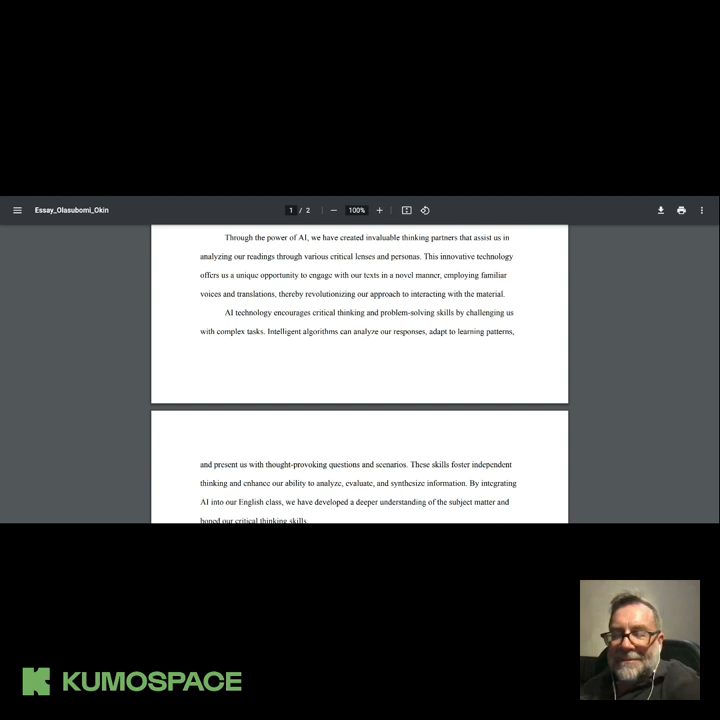 Essay_Olasubomi_Okin
1 / 2
100%
Through the power of AI, we have created invaluable thinking partners that assist us in
analyzing our readings through various critical lenses and personas. This innovative technology
offers us a unique opportunity to engage with our texts in a novel manner, employing familiar
voices and translations, thereby revolutionizing our approach to interacting with the material.
AI technology encourages critical thinking and problem-solving skills by challenging us
with complex tasks. Intelligent algorithms can analyze our responses, adapt to learning patterns,
and present us with thought-provoking questions and scenarios. These skills foster independent
thinking and enhance our ability to analyze, evaluate, and synthesize information. By integrating
AI into our English class, we have developed a deeper understanding of the subject matter and
honed our critical thinking skills.
KUMOSPACE